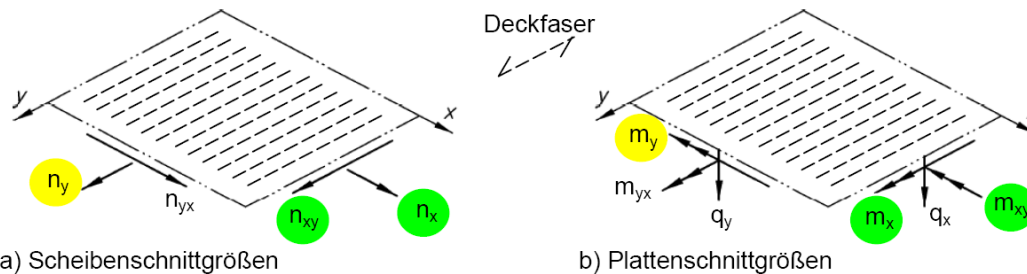 Deckfaser
y
x
y
n_y
n_yx
n_xy
n_x
m_y
m_yx
q_y
m_x
q_x
m_xy
a) Scheibenschnittgrößen
b) Plattenschnittgrößen